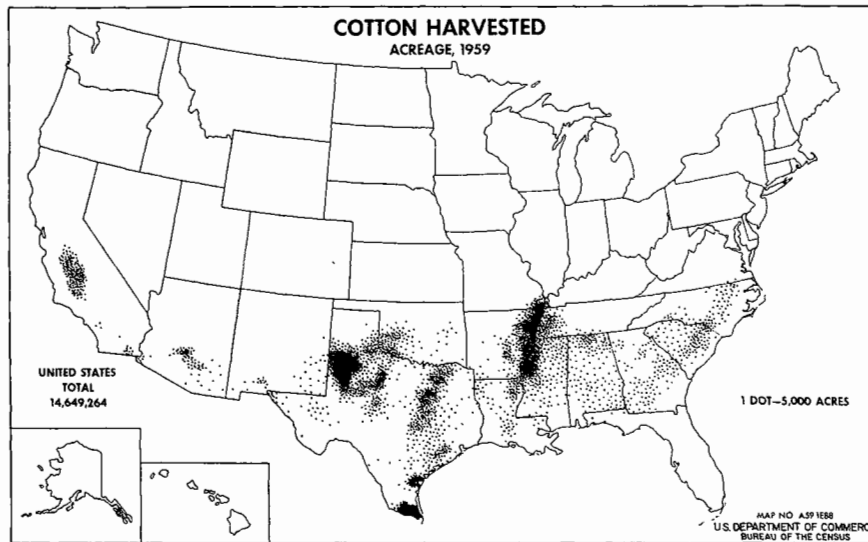 COTTON HARVESTED
ACREAGE, 1959
UNITED STATES
TOTAL
14,649,264
1 DOT—5,000 ACRES
MAP NO A59 1E88
U.S. DEPARTMENT OF COMMERC
BUREAU OF THE CENSUS